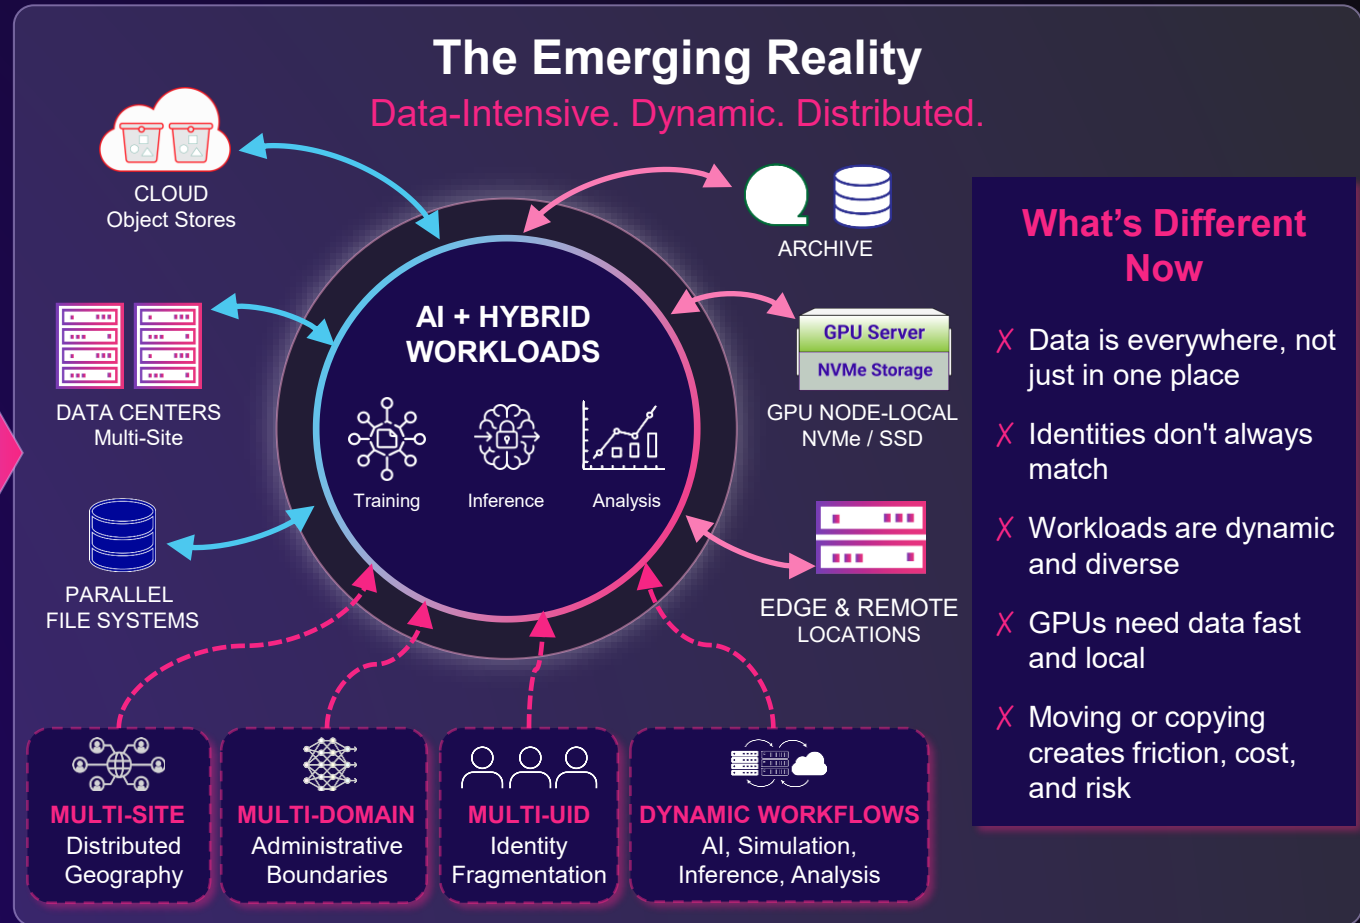 The Emerging Reality
Data-Intensive. Dynamic. Distributed.
CLOUD
Object Stores
DATA CENTERS
Multi-Site
PARALLEL
FILE SYSTEMS
AI + HYBRID
WORKLOADS
Training
Inference
Analysis
ARCHIVE
GPU Server
NVMe Storage
GPU NODE-LOCAL
NVMe / SSD
EDGE & REMOTE
LOCATIONS
MULTI-SITE
Distributed
Geography
MULTI-DOMAIN
Administrative
Boundaries
MULTI-UID
Identity
Fragmentation
DYNAMIC WORKFLOWS
AI, Simulation,
Inference, Analysis
What’s Different
Now
✗ Data is everywhere, not
just in one place
✗ Identities don't always
match
✗ Workloads are dynamic
and diverse
✗ GPUs need data fast
and local
✗ Moving or copying
creates friction, cost,
and risk